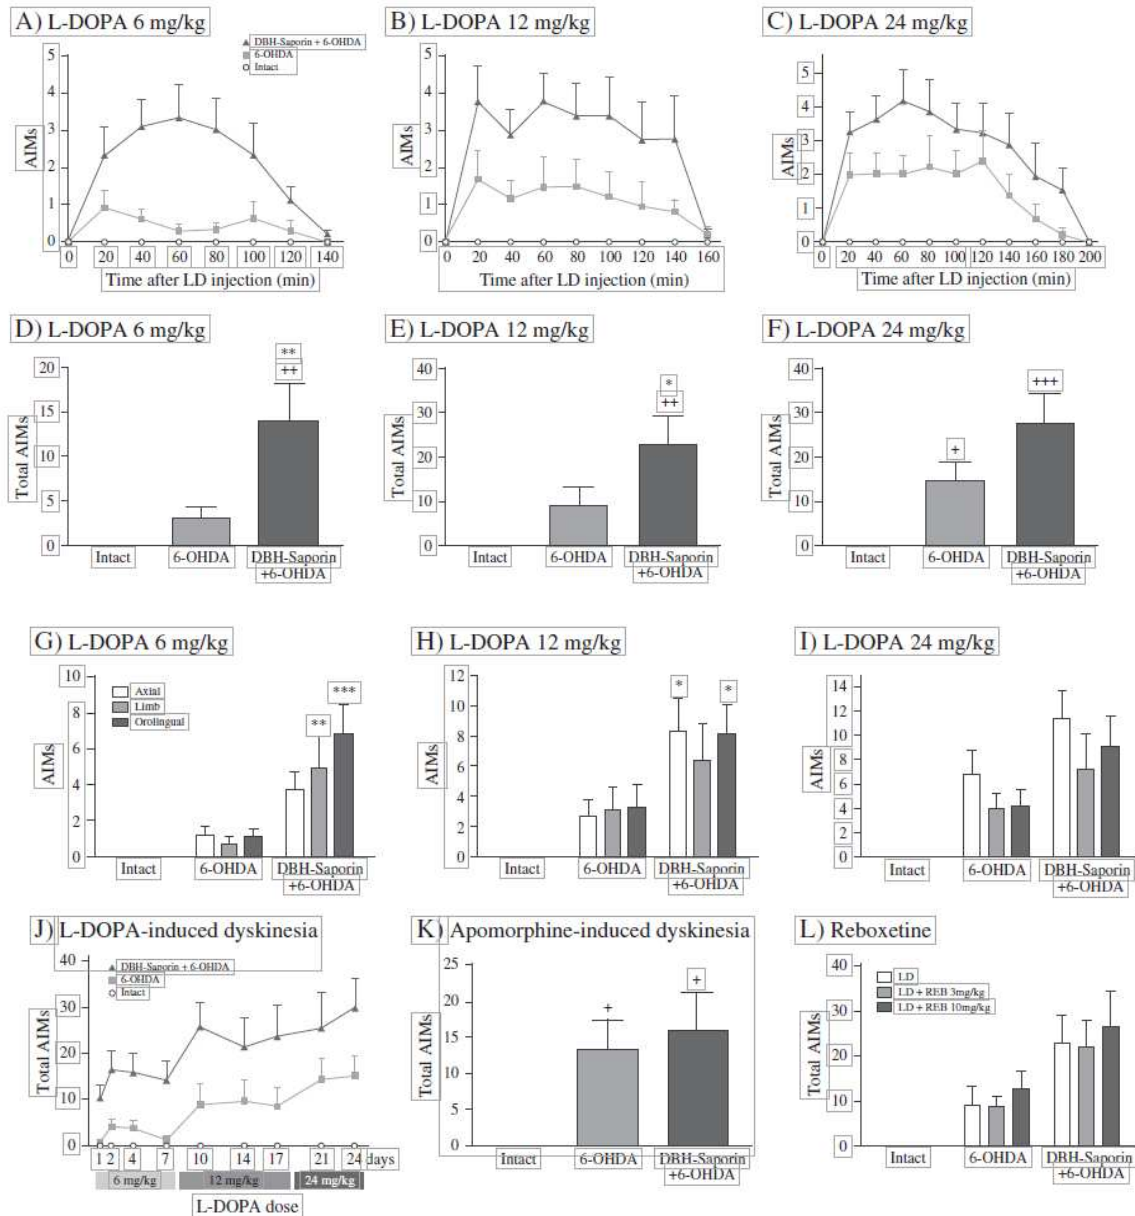 A) L-DOPA 6 mg/kg
DBH-Saporin + 6-OHDA
6-OHDA
Intact
5
4
3
2
1
0
AIMs
0 20 40 60 80 100 120 140
Time after LD injection (min)
B) L-DOPA 12 mg/kg
5
4
3
2
1
0
AIMs
0 20 40 60 80 100 120 140 160
Time after LD injection (min)
C) L-DOPA 24 mg/kg
5
4
3
2
1
0
AIMs
0 20 40 60 80 100 120 140 160 180 200
Time after LD injection (min)
D) L-DOPA 6 mg/kg
20
15
10
5
0
Total AIMs
**
++
Intact 6-OHDA DBH-Saporin
+6-OHDA
E) L-DOPA 12 mg/kg
40
30
20
10
0
Total AIMs
*
++
Intact 6-OHDA DBH-Saporin
+6-OHDA
F) L-DOPA 24 mg/kg
40
30
20
10
0
Total AIMs
+
+++
Intact 6-OHDA DBH-Saporin
+6-OHDA
G) L-DOPA 6 mg/kg
10
8
6
4
2
0
AIMs
Axial
Limb
Orolingual
** ***
Intact 6-OHDA DBH-Saporin
+6-OHDA
H) L-DOPA 12 mg/kg
12
10
8
6
4
2
0
AIMs
* *
Intact 6-OHDA DBH-Saporin
+6-OHDA
I) L-DOPA 24 mg/kg
14
12
10
8
6
4
2
0
AIMs
Intact 6-OHDA DBH-Saporin
+6-OHDA
J) L-DOPA-induced dyskinesia
DBH-Saporin + 6-OHDA
6-OHDA
Intact
40
30
20
10
0
Total AIMs
1 2 4 7 10 14 17 21 24 days
6 mg/kg 12 mg/kg 24 mg/kg
L-DOPA dose
K) Apomorphine-induced dyskinesia
25
20
15
10
5
0
Total AIMs
+ +
Intact 6-OHDA DBH-Saporin
+6-OHDA
L) Reboxetine
40
30
20
10
0
Total AIMs
LD
LD + REB 3mg/kg
LD + REB 10mg/kg
Intact 6-OHDA DBH-Saporin
+6-OHDA